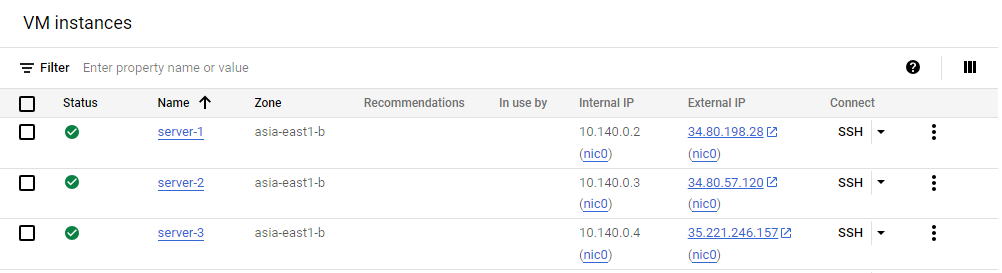 VM instances
Filter Enter property name or value
Status Name Zone Recommendations In use by Internal IP External IP Connect
server-1 asia-east1-b 10.140.0.2 34.80.198.28 SSH
(nic0) (nic0)
server-2 asia-east1-b 10.140.0.3 34.80.57.120 SSH
(nic0) (nic0)
server-3 asia-east1-b 10.140.0.4 35.221.246.157 SSH
(nic0) (nic0)